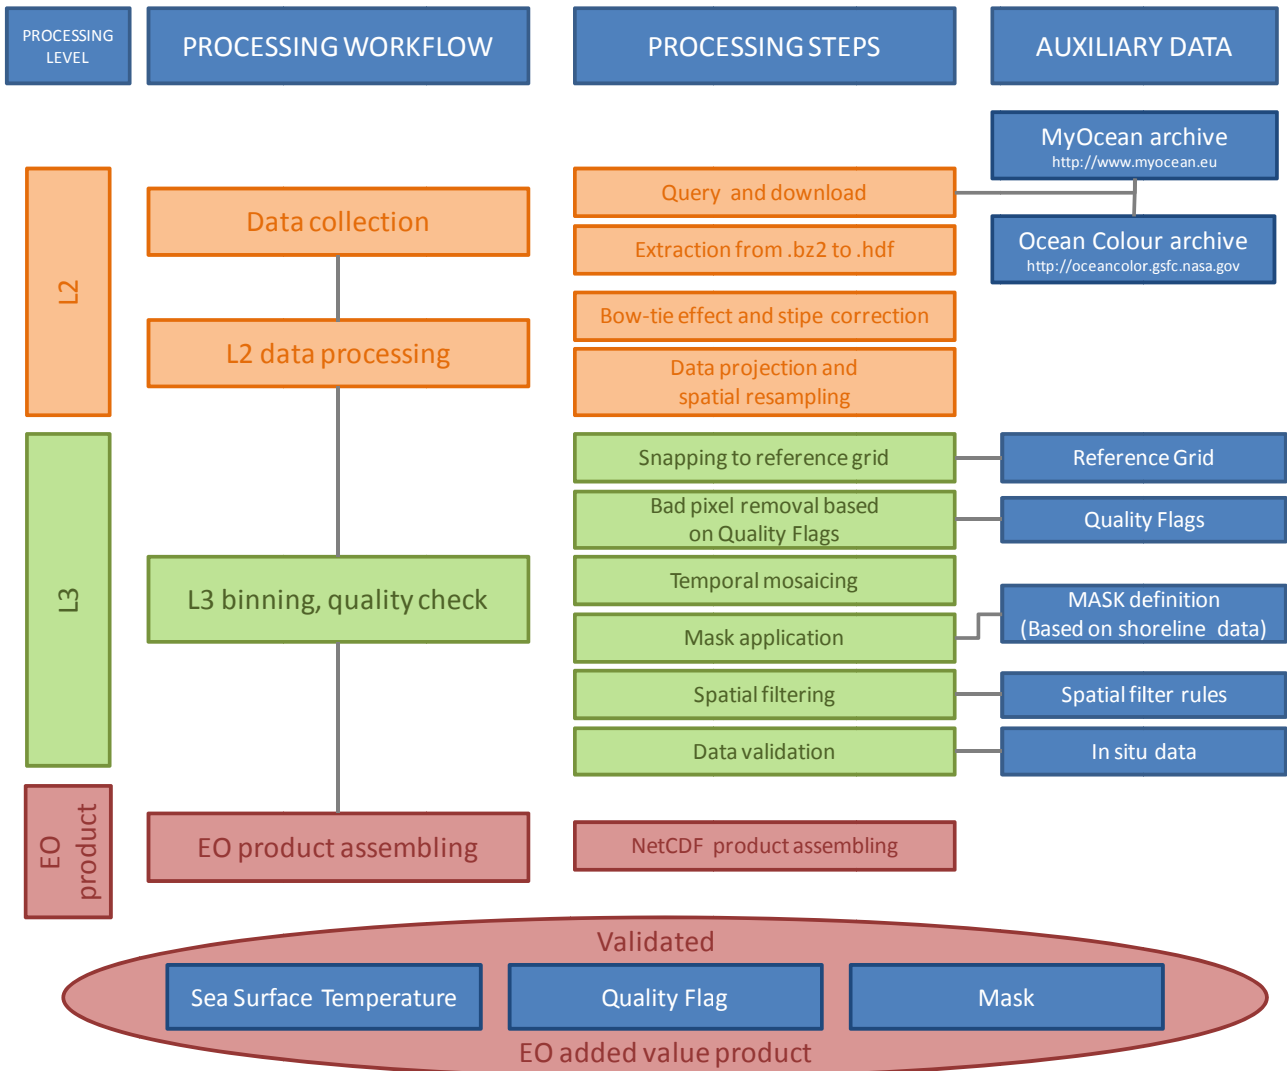 PROCESSING
LEVEL
PROCESSING WORKFLOW
PROCESSING STEPS
AUXILIARY DATA
MyOcean archive
http://www.myocean.eu
L2
Data collection
Query and download
Extraction from .bz2 to .hdf
Ocean Colour archive
http://oceancolor.gsfc.nasa.gov
L2 data processing
Bow-tie effect and stipe correction
Data projection and
spatial resampling
L3
L3 binning, quality check
Snapping to reference grid
Reference Grid
Bad pixel removal based
on Quality Flags
Quality Flags
Temporal mosaicing
Mask application
MASK definition
(Based on shoreline data)
Spatial filtering
Spatial filter rules
Data validation
In situ data
EO
product
EO product assembling
NetCDF product assembling
Validated
Sea Surface Temperature
Quality Flag
Mask
EO added value product